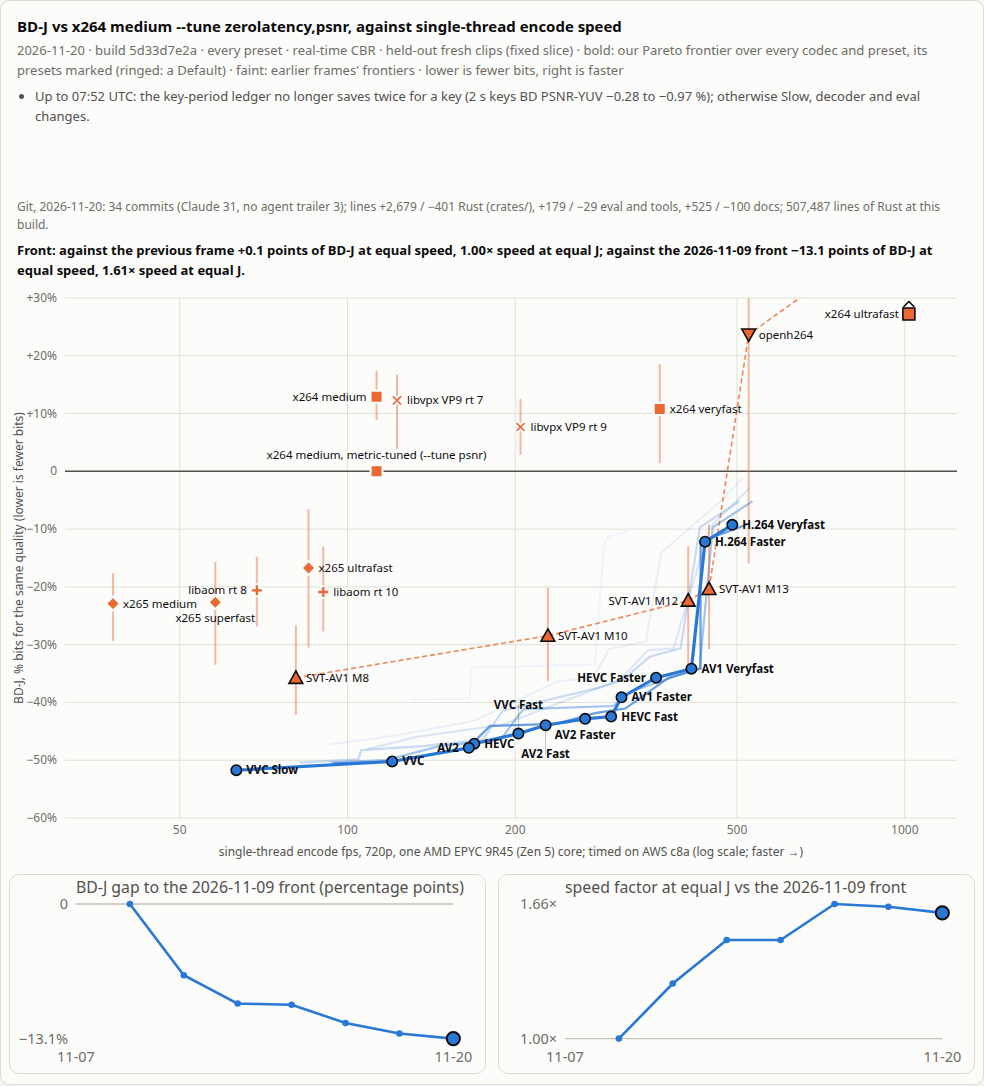 BD-J vs x264 medium --tune zerolatency,psnr, against single-thread encode speed
2026-11-20 · build 5d33d7e2a · every preset · real-time CBR · held-out fresh clips (fixed slice) · bold: our Pareto frontier over every codec and preset, its
presets marked (ringed: a Default) · faint: earlier frames' frontiers · lower is fewer bits, right is faster
• Up to 07:52 UTC: the key-period ledger no longer saves twice for a key (2 s keys BD PSNR-YUV −0.28 to −0.97 %); otherwise Slow, decoder and eval
changes.
Git, 2026-11-20: 34 commits (Claude 31, no agent trailer 3); lines +2,679 / −401 Rust (crates/), +179 / −29 eval and tools, +525 / −100 docs; 507,487 lines of Rust at this
build.
Front: against the previous frame +0.1 points of BD-J at equal speed, 1.00× speed at equal J; against the 2026-11-09 front −13.1 points of BD-J at
equal speed, 1.61× speed at equal J.
BD-J, % bits for the same quality (lower is fewer bits)
+30%
+20%
+10%
0
−10%
−20%
−30%
−40%
−50%
−60%
x264 ultrafast
openh264
x264 medium
libvpx VP9 rt 7
x264 veryfast
libvpx VP9 rt 9
x264 medium, metric-tuned (--tune psnr)
H.264 Veryfast
H.264 Faster
x265 ultrafast
libaom rt 8
libaom rt 10
SVT-AV1 M13
x265 medium
SVT-AV1 M12
x265 superfast
SVT-AV1 M10
AV1 Veryfast
SVT-AV1 M8
HEVC Faster
AV1 Faster
VVC Fast
HEVC Fast
AV2 Faster
AV2
HEVC
AV2 Fast
VVC
VVC Slow
50
100
200
500
1000
single-thread encode fps, 720p, one AMD EPYC 9R45 (Zen 5) core; timed on AWS c8a (log scale; faster →)
BD-J gap to the 2026-11-09 front (percentage points)
0
−13.1%
11-07
11-20
speed factor at equal J vs the 2026-11-09 front
1.66×
1.00×
11-07
11-20